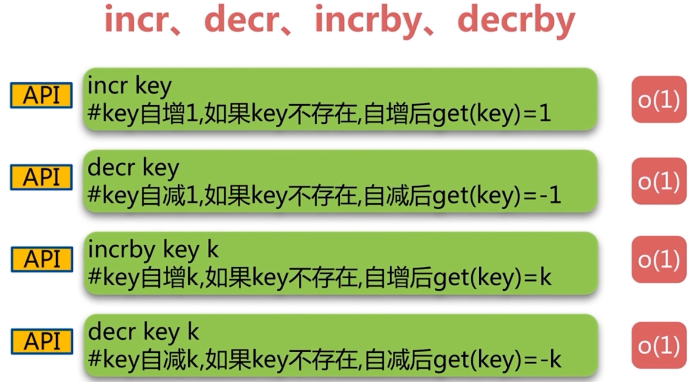 incr、decr、incrby、decrby
API
incr key
#key自增1,如果key不存在,自增后get(key)=1
o(1)
API
decr key
#key自减1,如果key不存在,自减后get(key)=-1
o(1)
API
incrby key k
#key自增k,如果key不存在,自增后get(key)=k
o(1)
API
decr key k
#key自减k,如果key不存在,自减后get(key)=-k
o(1)